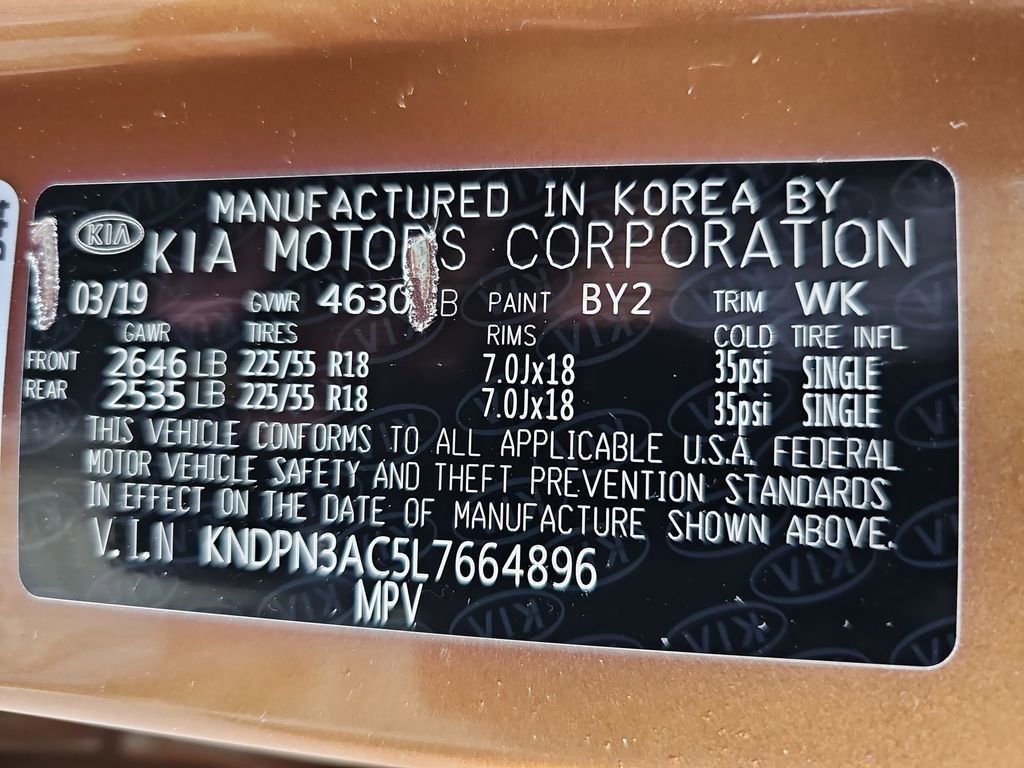 MANUFACTURED IN KOREA BY
KIA KIA MOTORS CORPORATION
03/19 GVWR 4630 LB PAINT BY2 TRIM WK
GAWR TIRES RIMS COLD TIRE INFL
FRONT 2646 LB 225/55 R18 7.0Jx18 35psi SINGLE
REAR 2535 LB 225/55 R18 7.0Jx18 35psi SINGLE
THIS VEHICLE CONFORMS TO ALL APPLICABLE U.S.A. FEDERAL
MOTOR VEHICLE SAFETY AND THEFT PREVENTION STANDARDS
IN EFFECT ON THE DATE OF MANUFACTURE SHOWN ABOVE.
V.I.N KNDPN3AC5L7664896
MPV